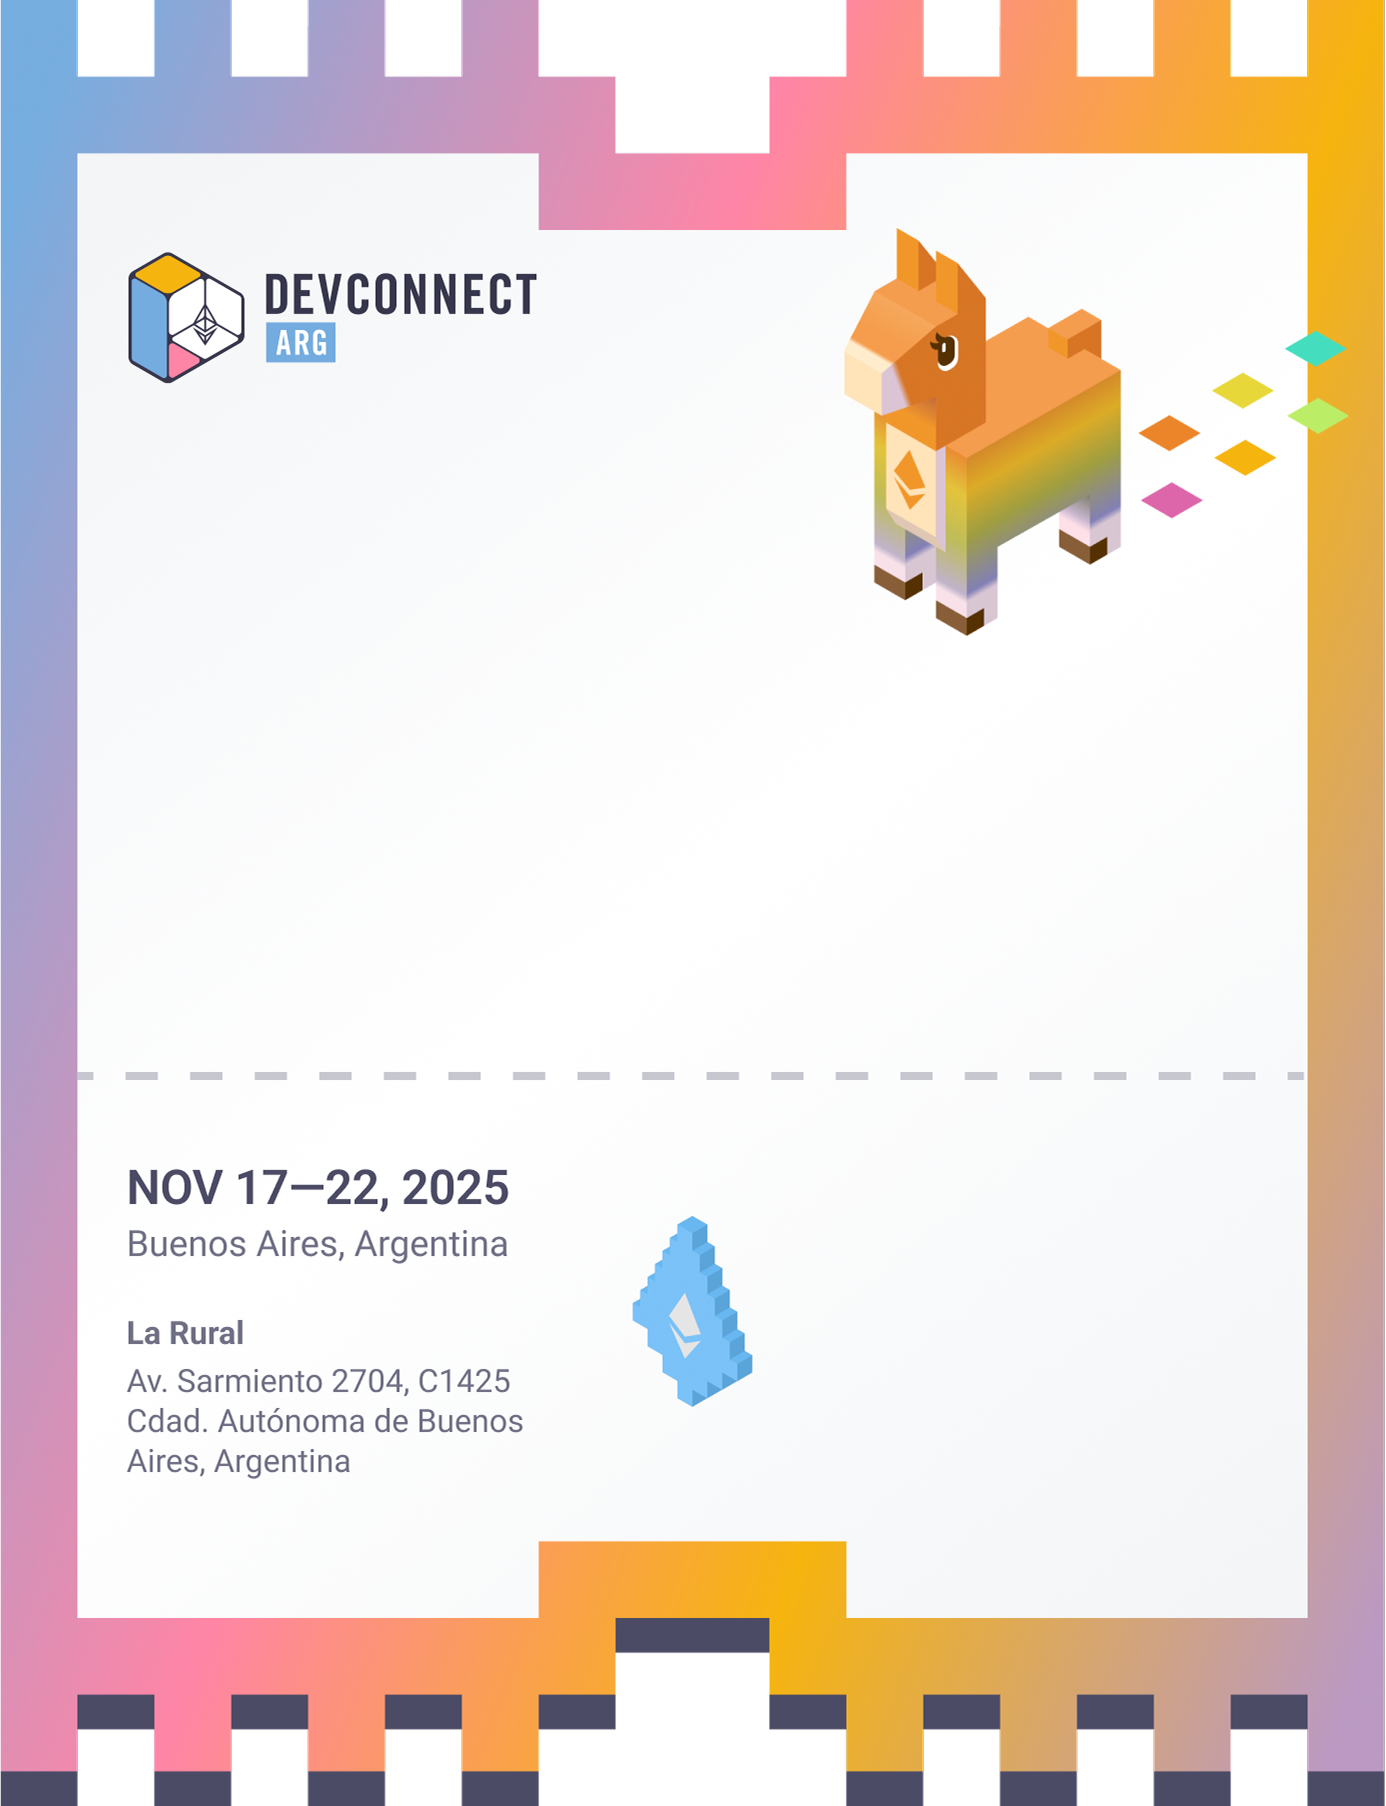 DEVCONNECT
ARG
NOV 17—22, 2025
Buenos Aires, Argentina
La Rural
Av. Sarmiento 2704, C1425
Cdad. Autónoma de Buenos
Aires, Argentina